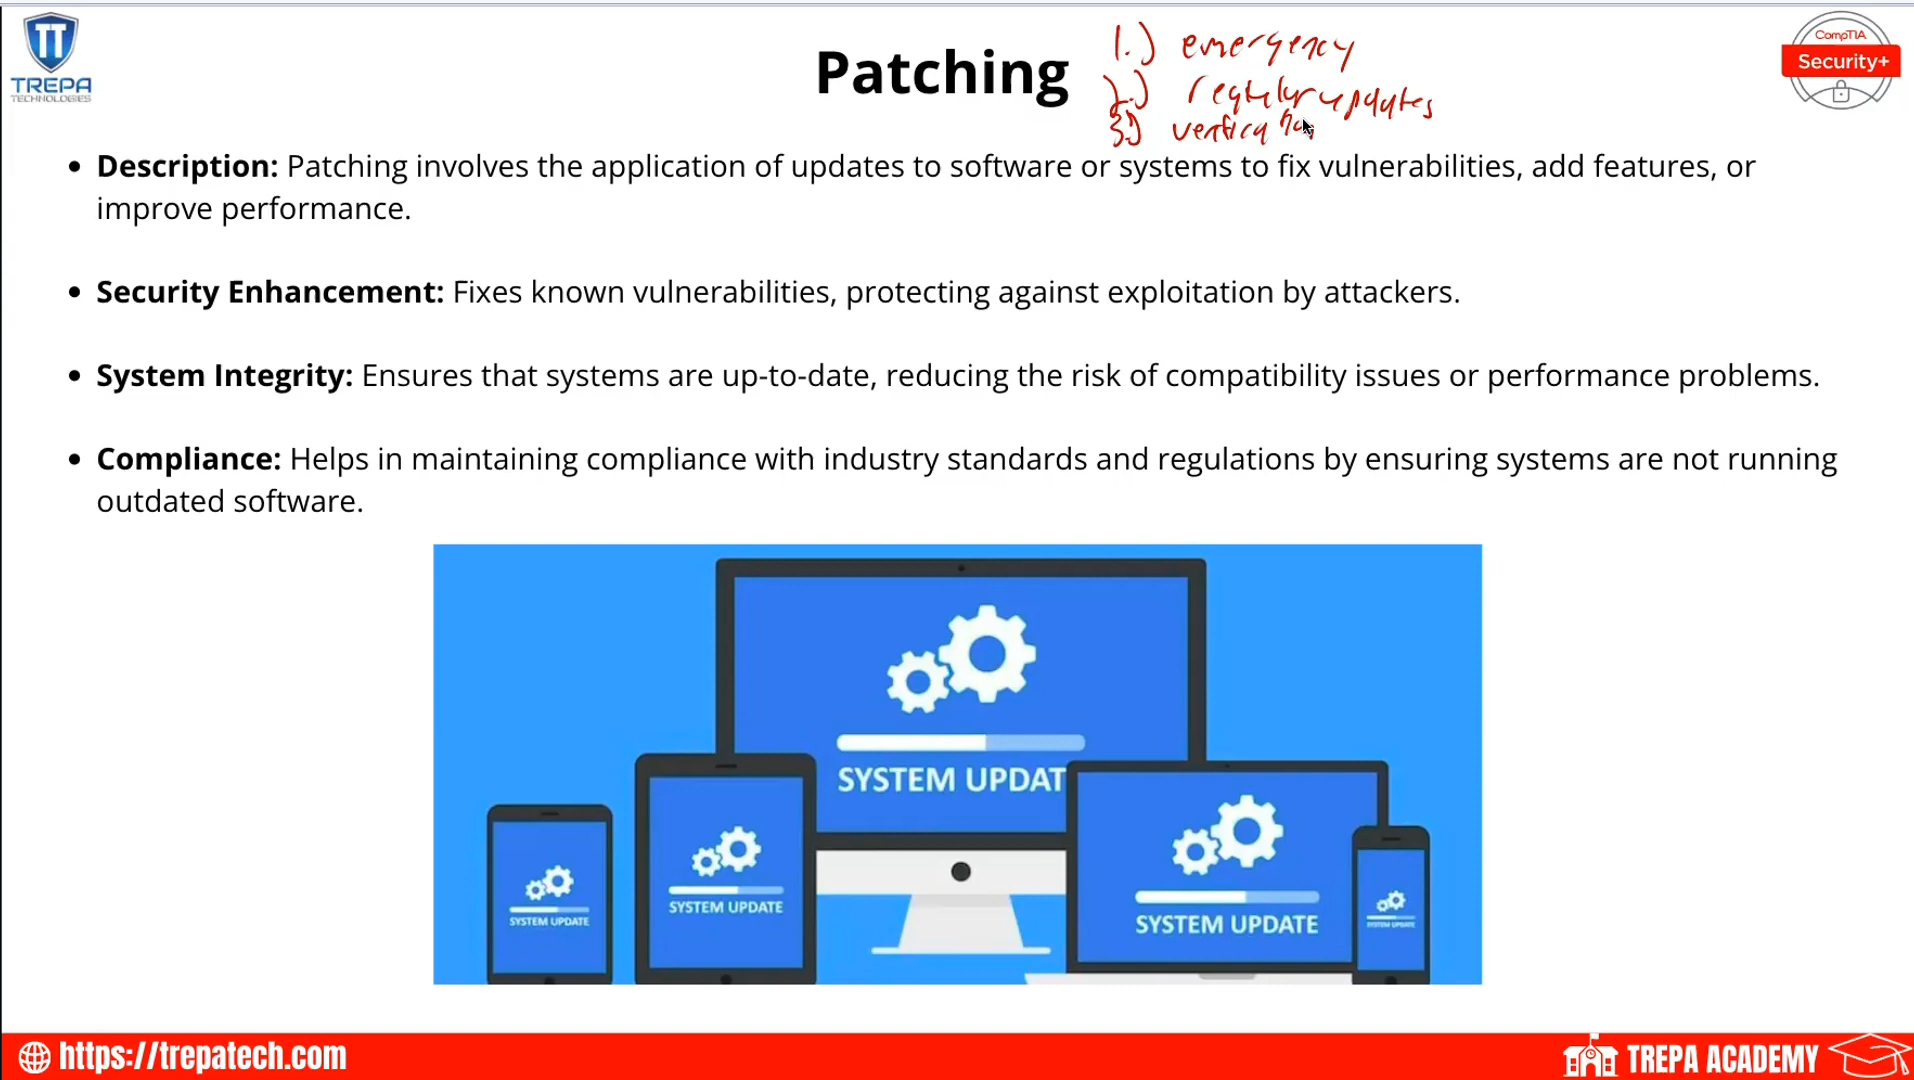 TT
TREPA
TECHNOLOGIES
Patching
1.) emergency
2.) regular updates
3.) verification
CompTIA
Security+
• Description: Patching involves the application of updates to software or systems to fix vulnerabilities, add features, or
improve performance.
• Security Enhancement: Fixes known vulnerabilities, protecting against exploitation by attackers.
• System Integrity: Ensures that systems are up-to-date, reducing the risk of compatibility issues or performance problems.
• Compliance: Helps in maintaining compliance with industry standards and regulations by ensuring systems are not running
outdated software.
SYSTEM UPDAT
SYSTEM UPDATE
SYSTEM UPDATE
SYSTEM UPDATE
SYSTEM UPDATE
https://trepatech.com
TREPA ACADEMY